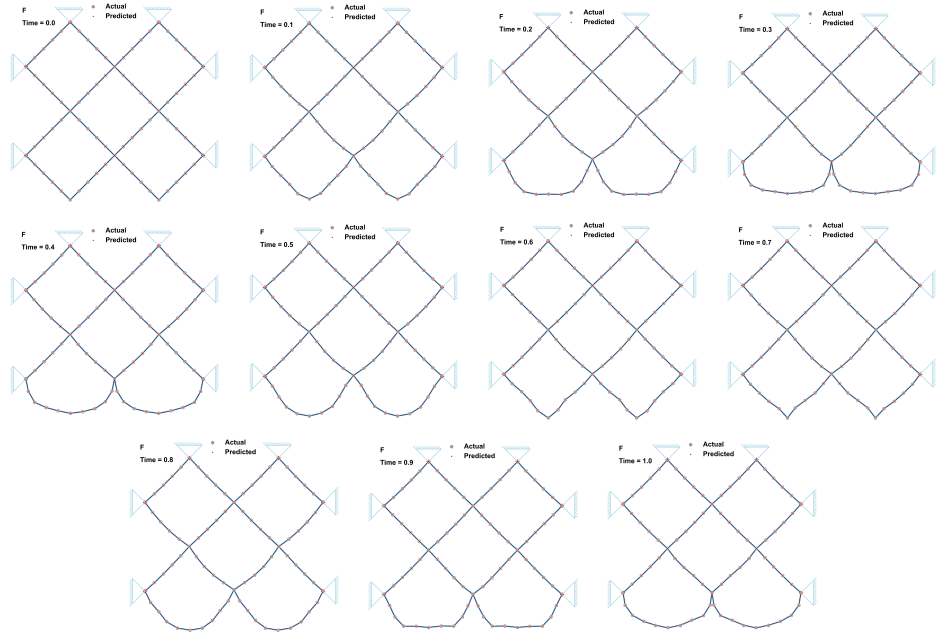 F
Time = 0.0
Actual
Predicted
F
Time = 0.1
Actual
Predicted
F
Time = 0.2
Actual
Predicted
F
Time = 0.3
Actual
Predicted
F
Time = 0.4
Actual
Predicted
F
Time = 0.5
Actual
Predicted
F
Time = 0.6
Actual
Predicted
F
Time = 0.7
Actual
Predicted
F
Time = 0.8
Actual
Predicted
F
Time = 0.9
Actual
Predicted
F
Time = 1.0
Actual
Predicted